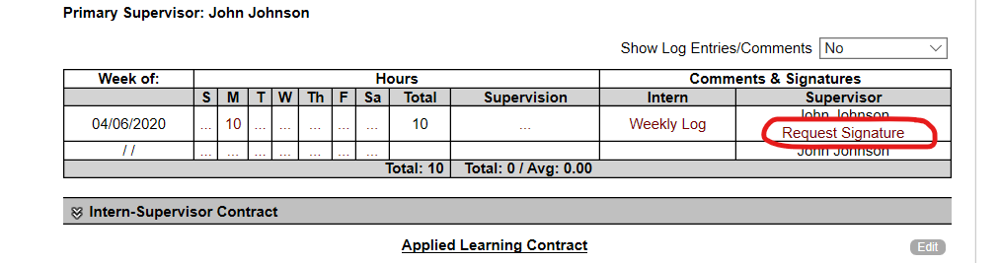 Primary Supervisor: John Johnson
Show Log Entries/Comments No
Week of: Hours Comments & Signatures
S M T W Th F Sa Total Supervision Intern Supervisor
John Johnson
04/06/2020 ... 10 ... ... ... ... ... 10 ... Weekly Log
Request Signature
/ / ... ... ... ... ... ... ... John Johnson
Total: 10 Total: 0 / Avg: 0.00
Intern-Supervisor Contract
Applied Learning Contract Edit